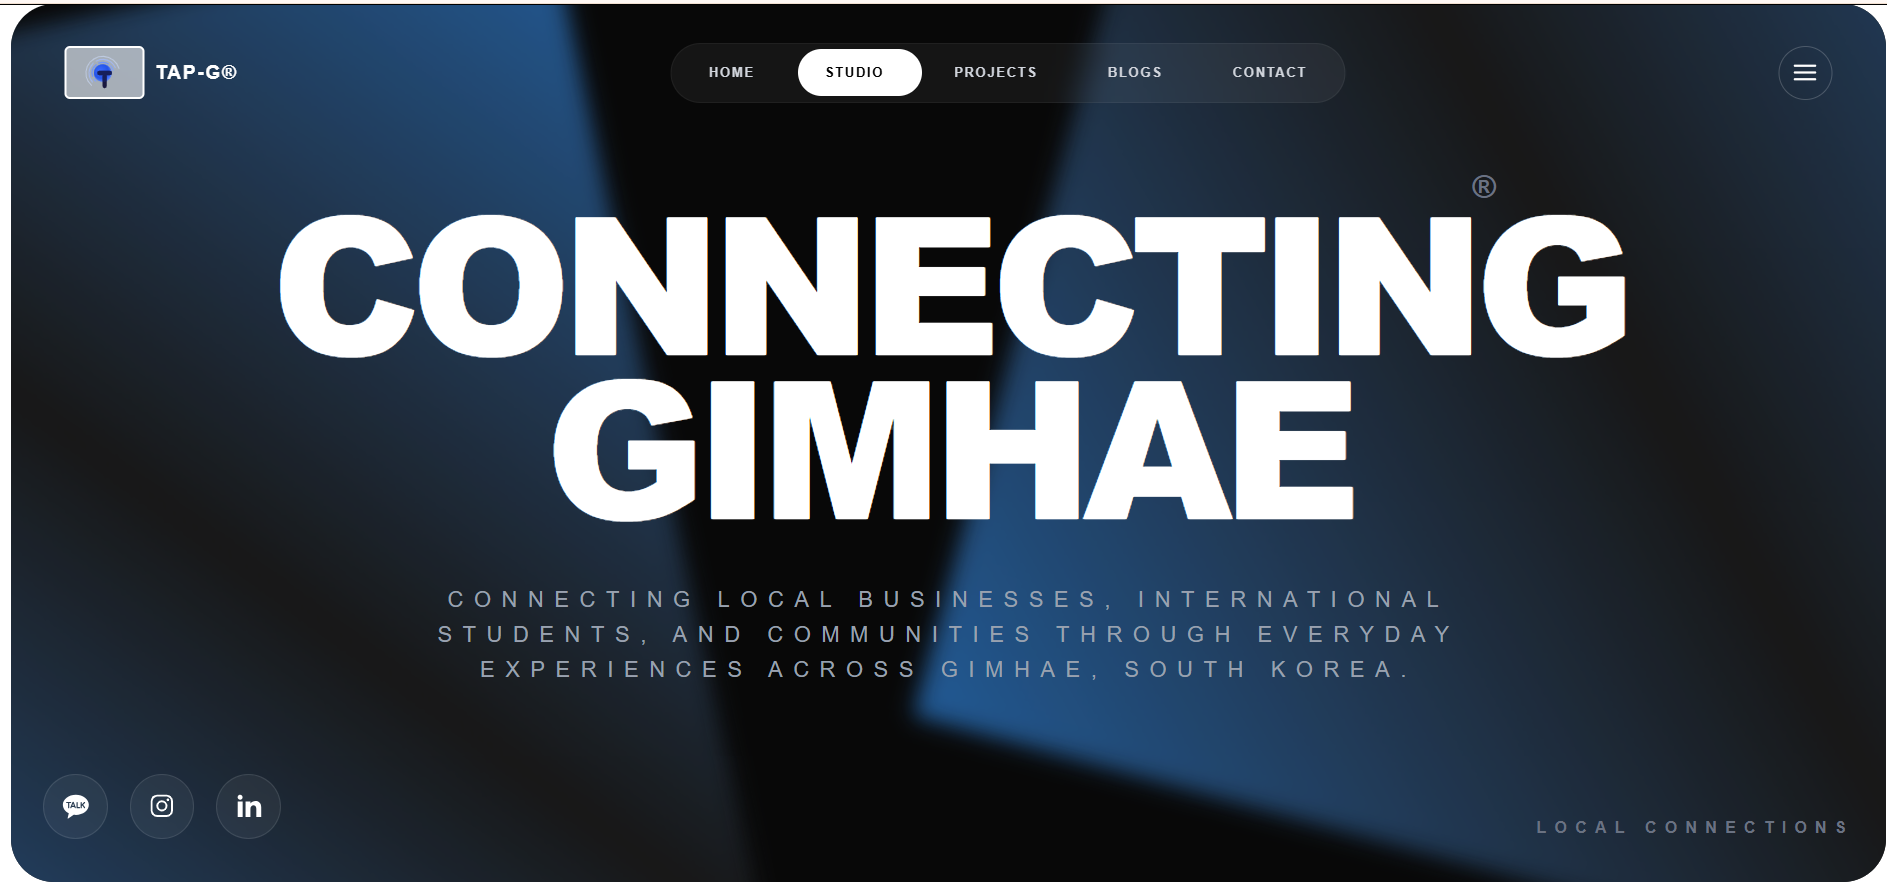 TAP-G®
HOME
STUDIO
PROJECTS
BLOGS
CONTACT
®
CONNECTING
GIMHAE
CONNECTING LOCAL BUSINESSES, INTERNATIONAL
STUDENTS, AND COMMUNITIES THROUGH EVERYDAY
EXPERIENCES ACROSS GIMHAE, SOUTH KOREA.
TALK
in
LOCAL CONNECTIONS